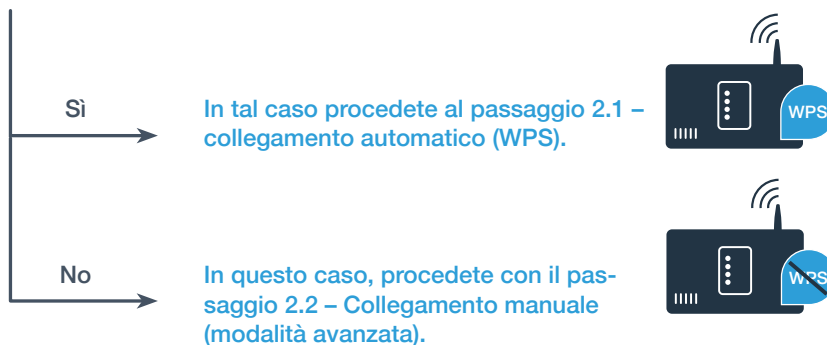 Sì
In tal caso procedete al passaggio 2.1 –
collegamento automatico (WPS).
WPS
No
In questo caso, procedete con il pas-
saggio 2.2 – Collegamento manuale
(modalità avanzata).
WPS